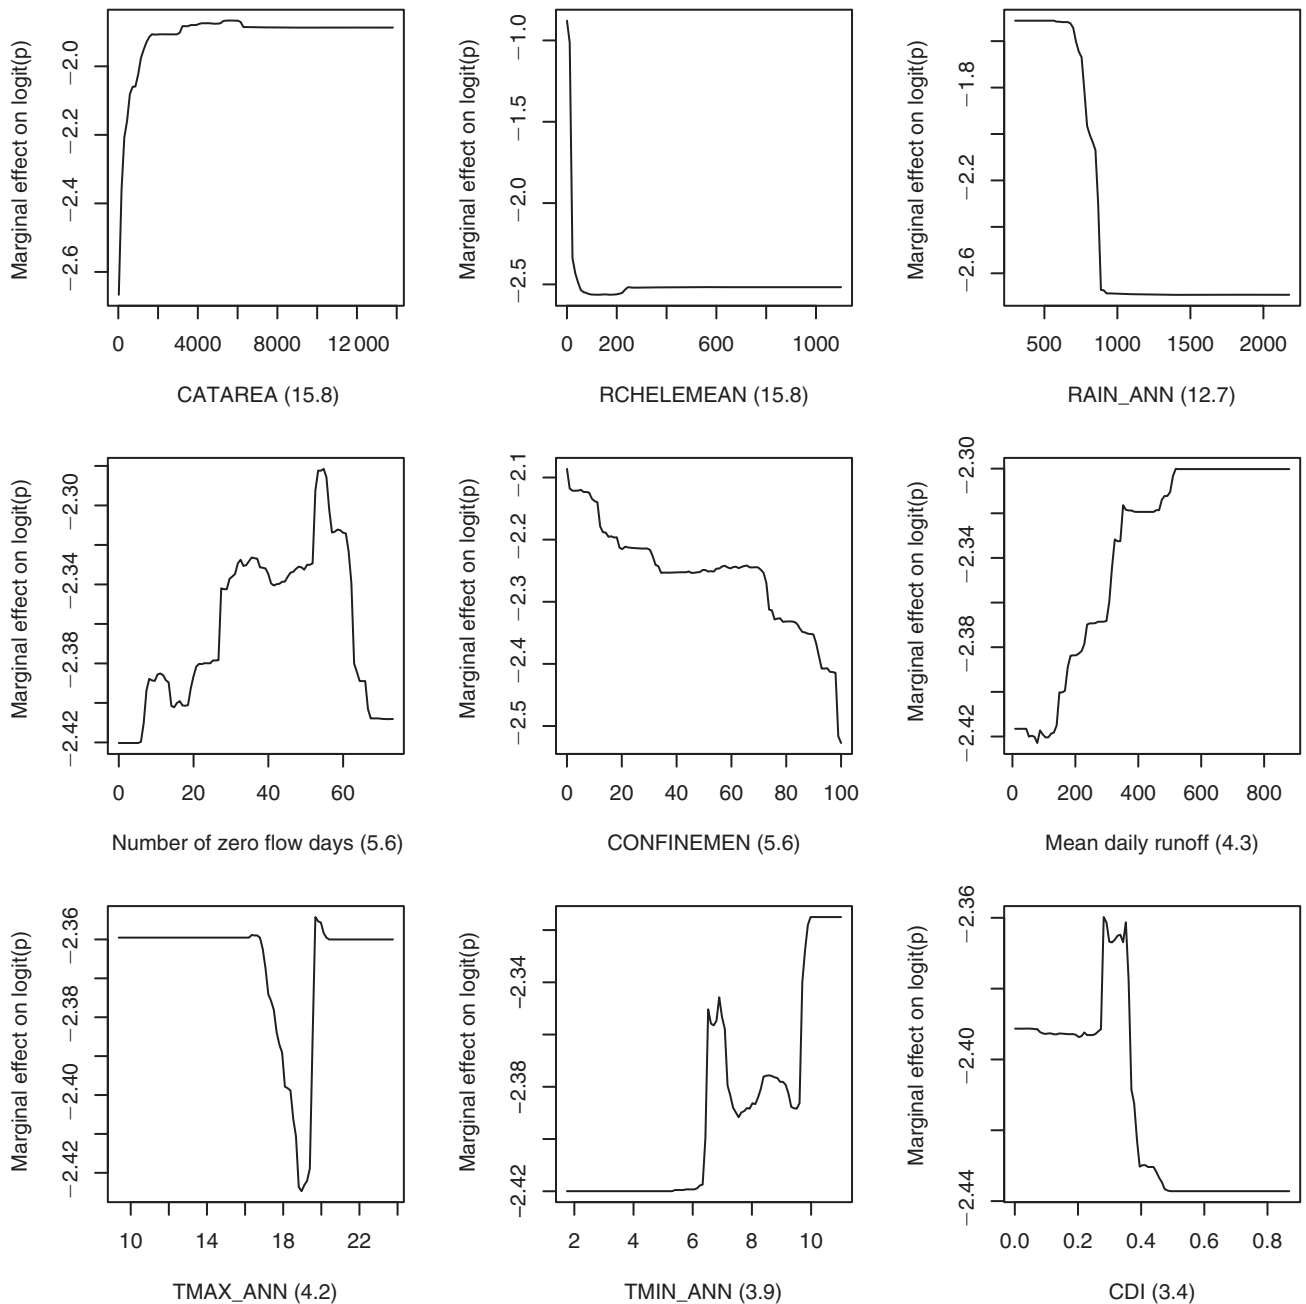 Marginal effect on logit(p)
−2.0
−2.2
−2.4
−2.6
0 4000 8000 12 000
CATAREA (15.8)
Marginal effect on logit(p)
−1.0
−1.5
−2.0
−2.5
0 200 600 1000
RCHELEMEAN (15.8)
Marginal effect on logit(p)
−1.8
−2.2
−2.6
500 1000 1500 2000
RAIN_ANN (12.7)
Marginal effect on logit(p)
−2.30
−2.34
−2.38
−2.42
0 20 40 60
Number of zero flow days (5.6)
Marginal effect on logit(p)
−2.1
−2.2
−2.3
−2.4
−2.5
0 20 40 60 80 100
CONFINEMEN (5.6)
Marginal effect on logit(p)
−2.30
−2.34
−2.38
−2.42
0 200 400 600 800
Mean daily runoff (4.3)
Marginal effect on logit(p)
−2.36
−2.38
−2.40
−2.42
10 14 18 22
TMAX_ANN (4.2)
Marginal effect on logit(p)
−2.34
−2.38
−2.42
2 4 6 8 10
TMIN_ANN (3.9)
Marginal effect on logit(p)
−2.36
−2.40
−2.44
0.0 0.2 0.4 0.6 0.8
CDI (3.4)